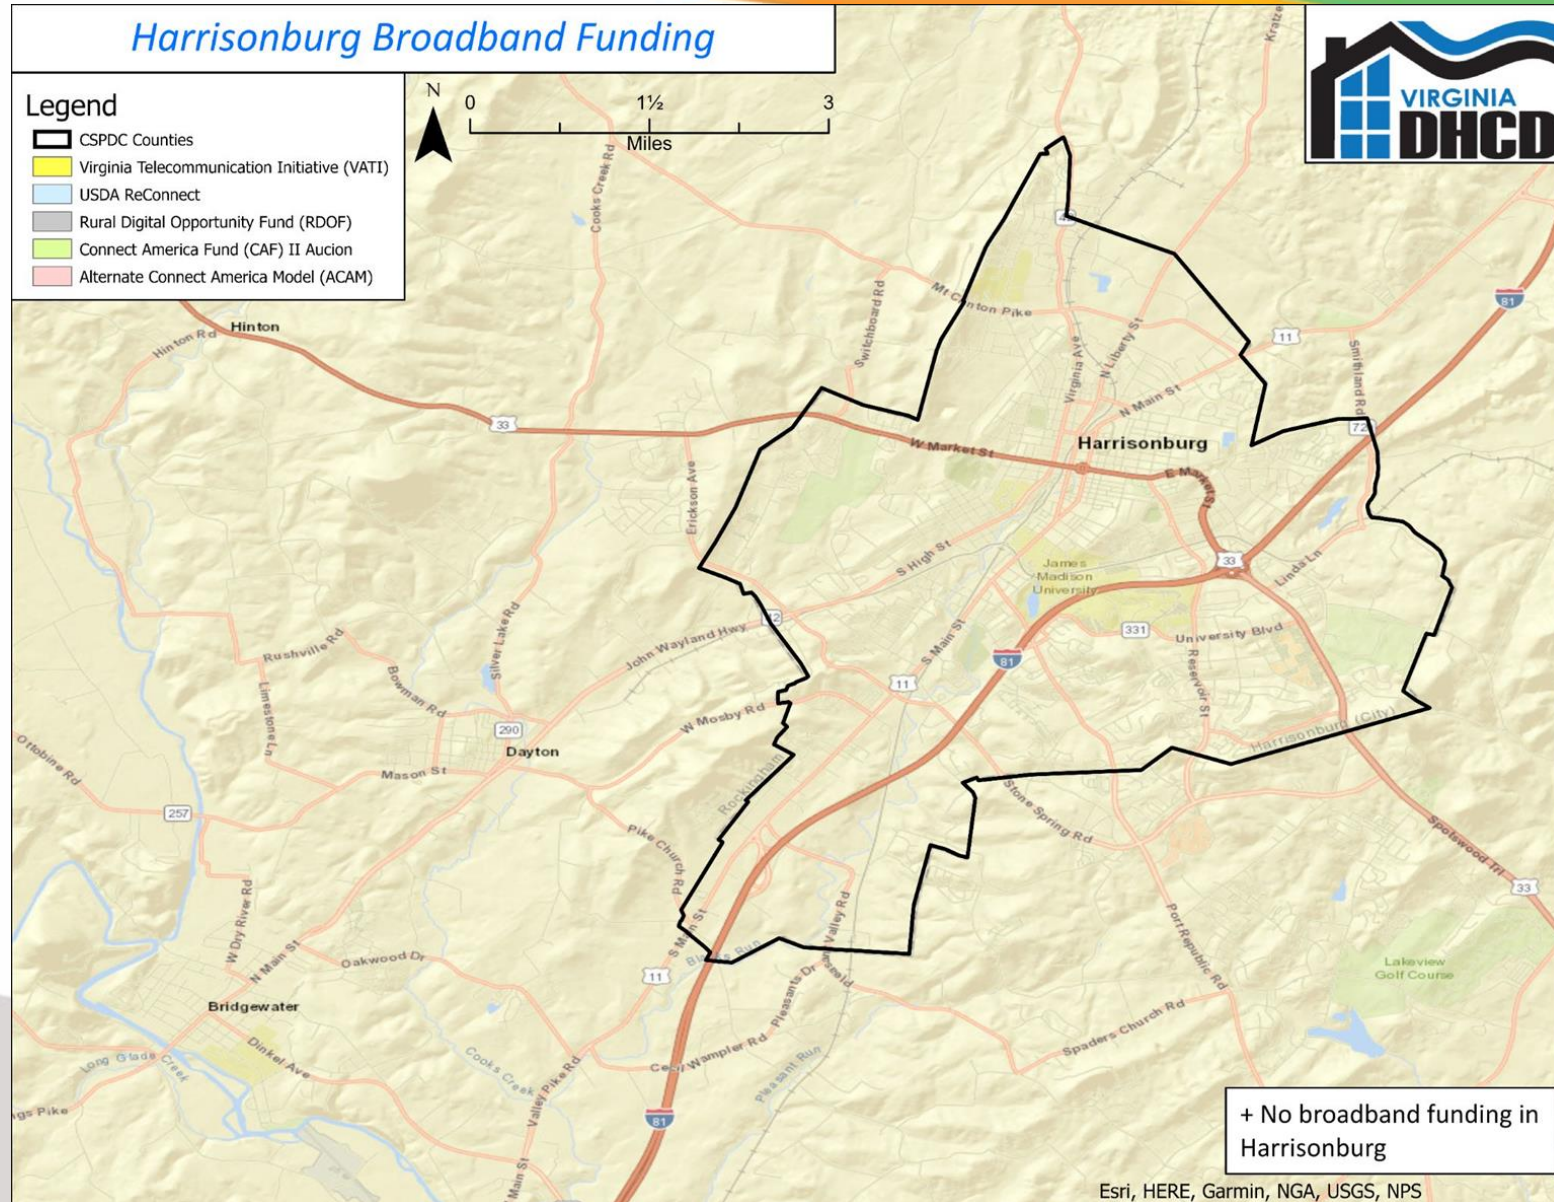 Harrisonburg Broadband Funding
Legend
CSPDC Counties
Virginia Telecommunication Initiative (VATI)
USDA ReConnect
Rural Digital Opportunity Fund (RDOF)
Connect America Fund (CAF) II Aucion
Alternate Connect America Model (ACAM)
N
0 1½ 3
Miles
VIRGINIA
DHCD
Cooks Creek Rd
Switchboard Rd
Mt Clinton Pike
Virginia Ave
N Liberty St
N Main St
11
Smithland Rd
81
72
Hinton
Hinton Rd
33
W Market St
Harrisonburg
E Market St
Erickson Ave
S High St
James
Madison
University
33
Linda Ln
331
University Blvd
Reservoir St
S Main St
81
11
John Wayland Hwy
Silver Lake Rd
Rushville Rd
Bowman Rd
Limestone Ln
290
Dayton
W Mosby Rd
Rockingham
Harrisonburg (City)
Ottobine Rd
Mason St
257
Pike Church Rd
Stone Spring Rd
Spotswood Trl
33
W Dry River Rd
N Main St
Oakwood Dr
S Main St
11
Valley Rd
Pleasants Dr
Port Republic Rd
Lakeview
Golf Course
Bridgewater
Dinkel Ave
Long Glade
Creek
Cooks Creek
Valley Pike Rd
Cecil Wampler Rd
Pleasant Run
Spaders Church Rd
81
Main St
+ No broadband funding in
Harrisonburg
Esri, HERE, Garmin, NGA, USGS, NPS